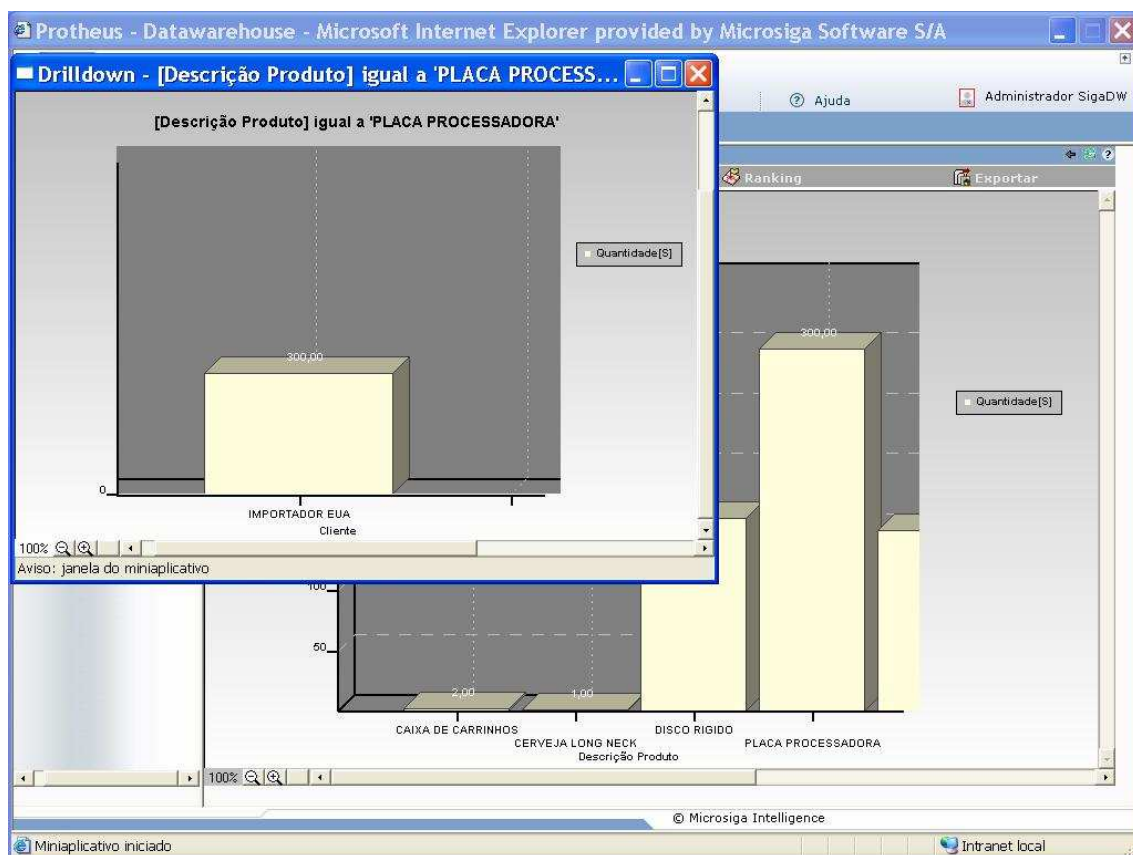 Protheus - Datawarehouse - Microsoft Internet Explorer provided by Microsiga Software S/A
Drilldown - [Descrição Produto] igual a 'PLACA PROCESS...
Ajuda
Administrador SigaDW
Ranking
Exportar
[Descrição Produto] igual a 'PLACA PROCESSADORA'
Quantidade[S]
300,00
0
IMPORTADOR EUA
Cliente
100%
Aviso: janela do miniaplicativo
300,00
Quantidade[S]
100
50
2,00
1,00
CAIXA DE CARRINHOS
DISCO RIGIDO
CERVEJA LONG NECK
PLACA PROCESSADORA
Descrição Produto
100%
© Microsiga Intelligence
Miniaplicativo iniciado
Intranet local